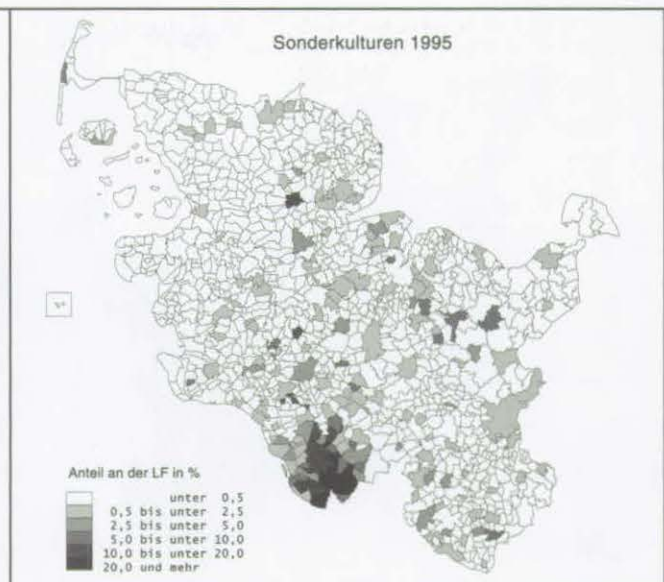 Sonderkulturen 1995
Anteil an der LF in %
unter 0,5
0,5 bis unter 2,5
2,5 bis unter 5,0
5,0 bis unter 10,0
10,0 bis unter 20,0
20,0 und mehr